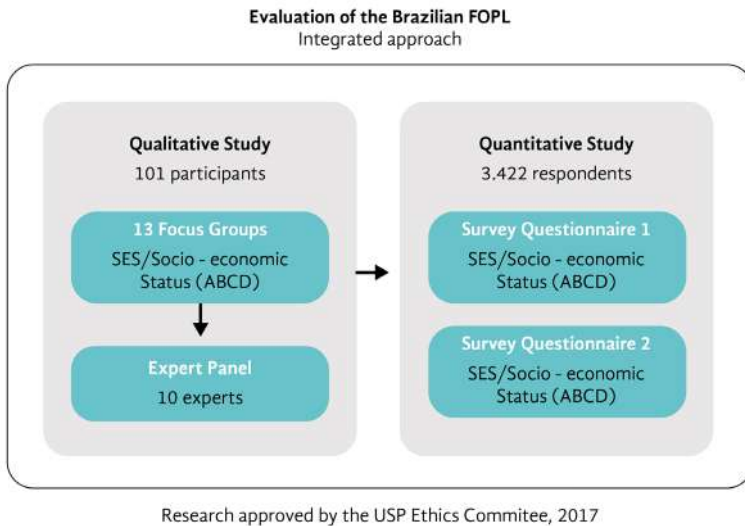 Evaluation of the Brazilian FOPL
Integrated approach
Qualitative Study
101 participants
13 Focus Groups
SES/Socio - economic
Status (ABCD)
Expert Panel
10 experts
Quantitative Study
3.422 respondents
Survey Questionnaire 1
SES/Socio - economic
Status (ABCD)
Survey Questionnaire 2
SES/Socio - economic
Status (ABCD)
Research approved by the USP Ethics Commitee, 2017